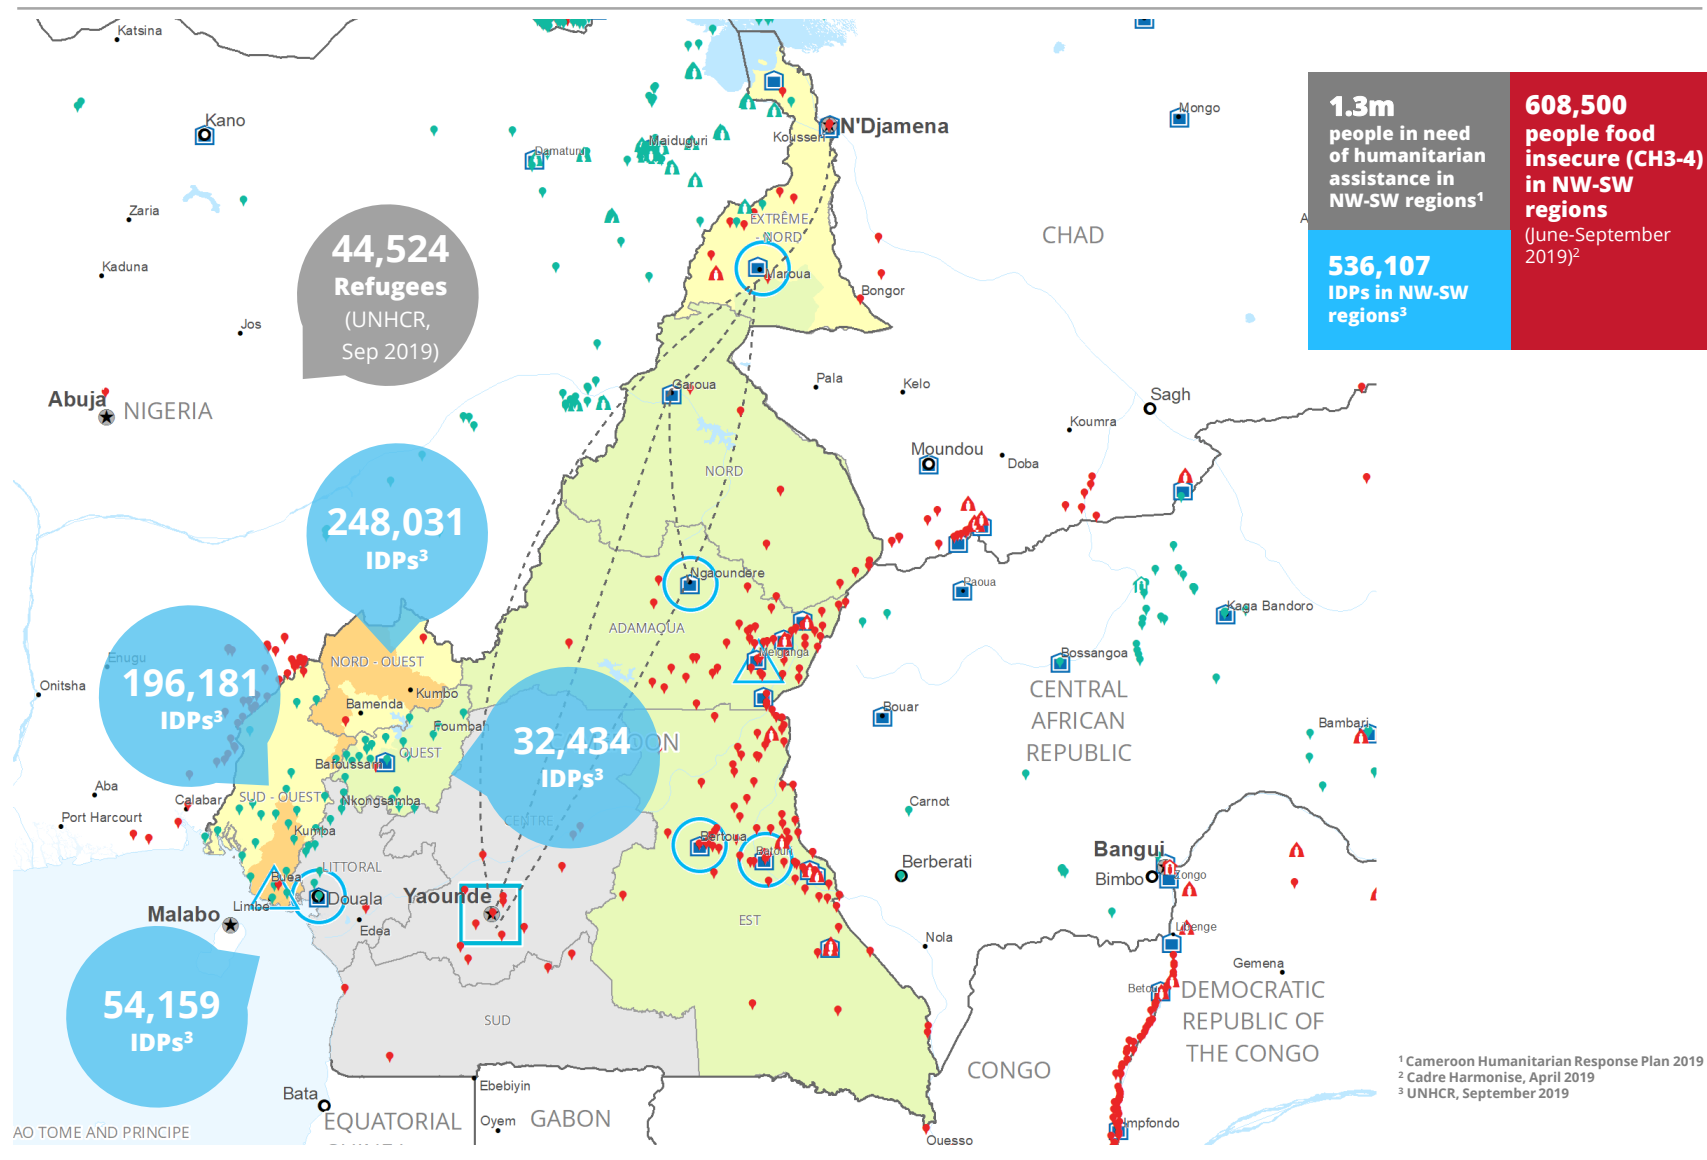 Katsina
Kano
Mongo
N'Djamena
Kousseri
Maiduguri
Damaturu
1.3m
people in need
of humanitarian
assistance in
NW-SW regions¹
608,500
people food
insecure (CH3-4)
in NW-SW
regions
(June-September
2019)²
536,107
IDPs in NW-SW
regions³
Zaria
EXTRÊME
- NORD
CHAD
A
44,524
Refugees
(UNHCR,
Sep 2019)
Kaduna
Maroua
Bongor
Jos
Garoua
Pala
Kelo
Sagh
Abuja
NIGERIA
Koumra
Moundou
Doba
NORD
248,031
IDPs³
Ngaoundere
Paoua
Kaga Bandoro
ADAMAOUA
Meiganga
Bossangoa
Enugu
NORD - OUEST
Onitsha
196,181
IDPs³
Kumbo
Bamenda
Foumban
CENTRAL
AFRICAN
REPUBLIC
Bouar
Bambari
32,434
IDPs³
OUEST
Bafoussam
Aba
Calabar
SUD - OUEST
Nkongsamba
Port Harcourt
Kumba
CENTRE
Carnot
Bertoua
Batouri
Bangui
Bimbo
Zongo
Berberati
LITTORAL
Buea
Limbe
Douala
Yaounde
Malabo
Edea
EST
Nola
Libenge
Gemena
54,159
IDPs³
Betou
DEMOCRATIC
REPUBLIC OF
THE CONGO
SUD
CONGO
¹ Cameroon Humanitarian Response Plan 2019
² Cadre Harmonise, April 2019
³ UNHCR, September 2019
Bata
Ebebiyin
EQUATORIAL
Oyem
GABON
Impfondo
AO TOME AND PRINCIPE
Ouesso